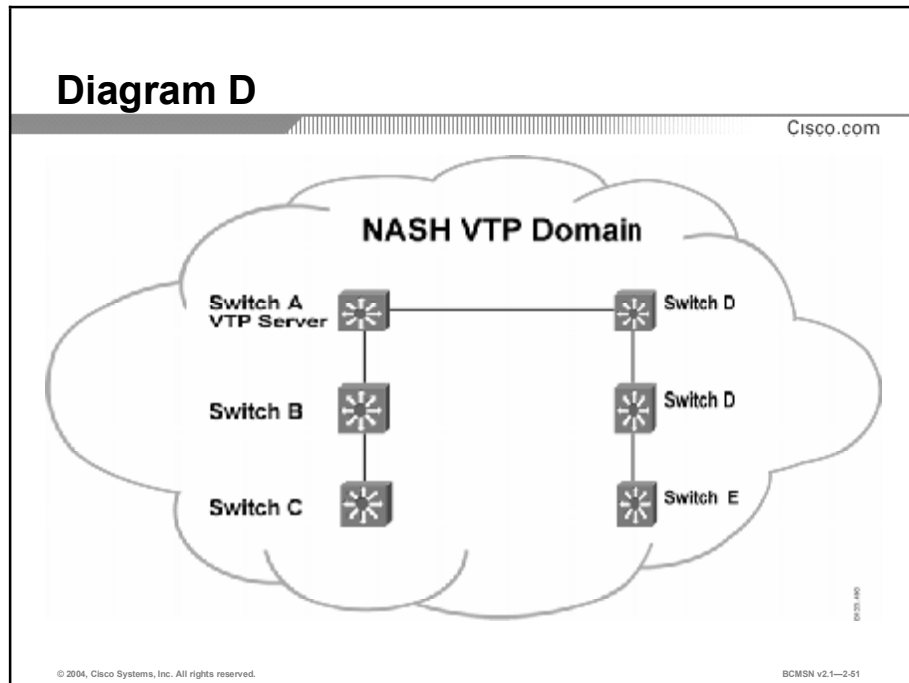 Diagram D
Cisco.com
NASH VTP Domain
Switch A
VTP Server
Switch D
Switch B
Switch D
Switch C
Switch E
© 2004, Cisco Systems, Inc. All rights reserved.
BCMSN v2.1—2-51